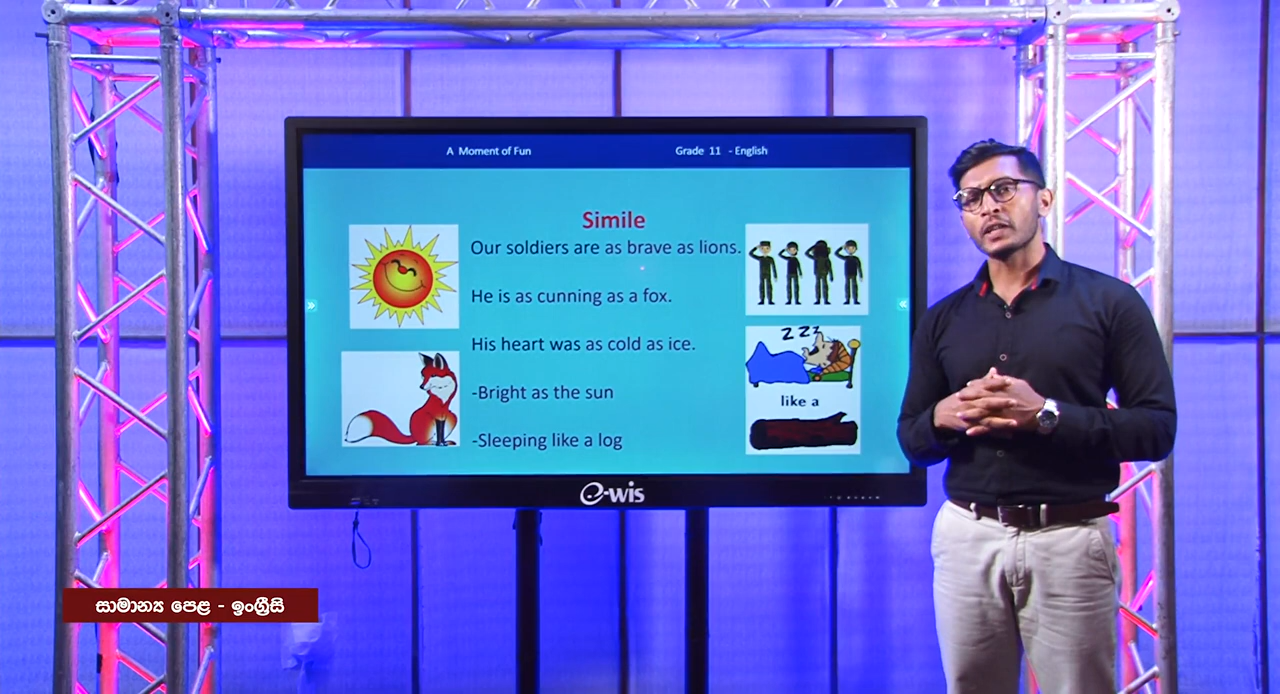 A Moment of Fun
Grade 11 - English
Simile
Our soldiers are as brave as lions.
He is as cunning as a fox.
His heart was as cold as ice.
-Bright as the sun
-Sleeping like a log
z z z
like a
e-wis
සාමාන්‍ය පෙළ - ඉංග්‍රීසි